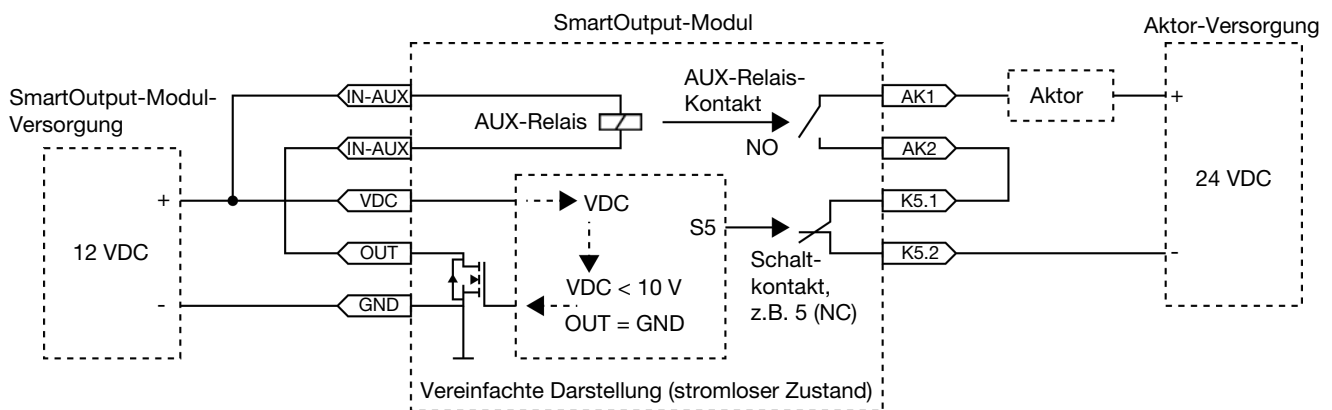 SmartOutput-Modul
Aktor-Versorgung
SmartOutput-Modul-
Versorgung
+
12 VDC
-
IN-AUX
IN-AUX
VDC
OUT
GND
AUX-Relais
AUX-Relais-
Kontakt
NO
VDC
VDC < 10 V
OUT = GND
S5
Schalt-
kontakt,
z.B. 5 (NC)
AK1
AK2
K5.1
K5.2
Aktor
+
24 VDC
-
Vereinfachte Darstellung (stromloser Zustand)